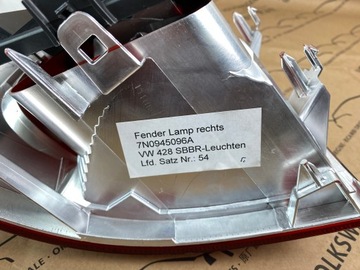 Fender Lamp rechts
7N0945096A
VW 428 SBBR-Leuchten
Lfd. Satz Nr.: 54